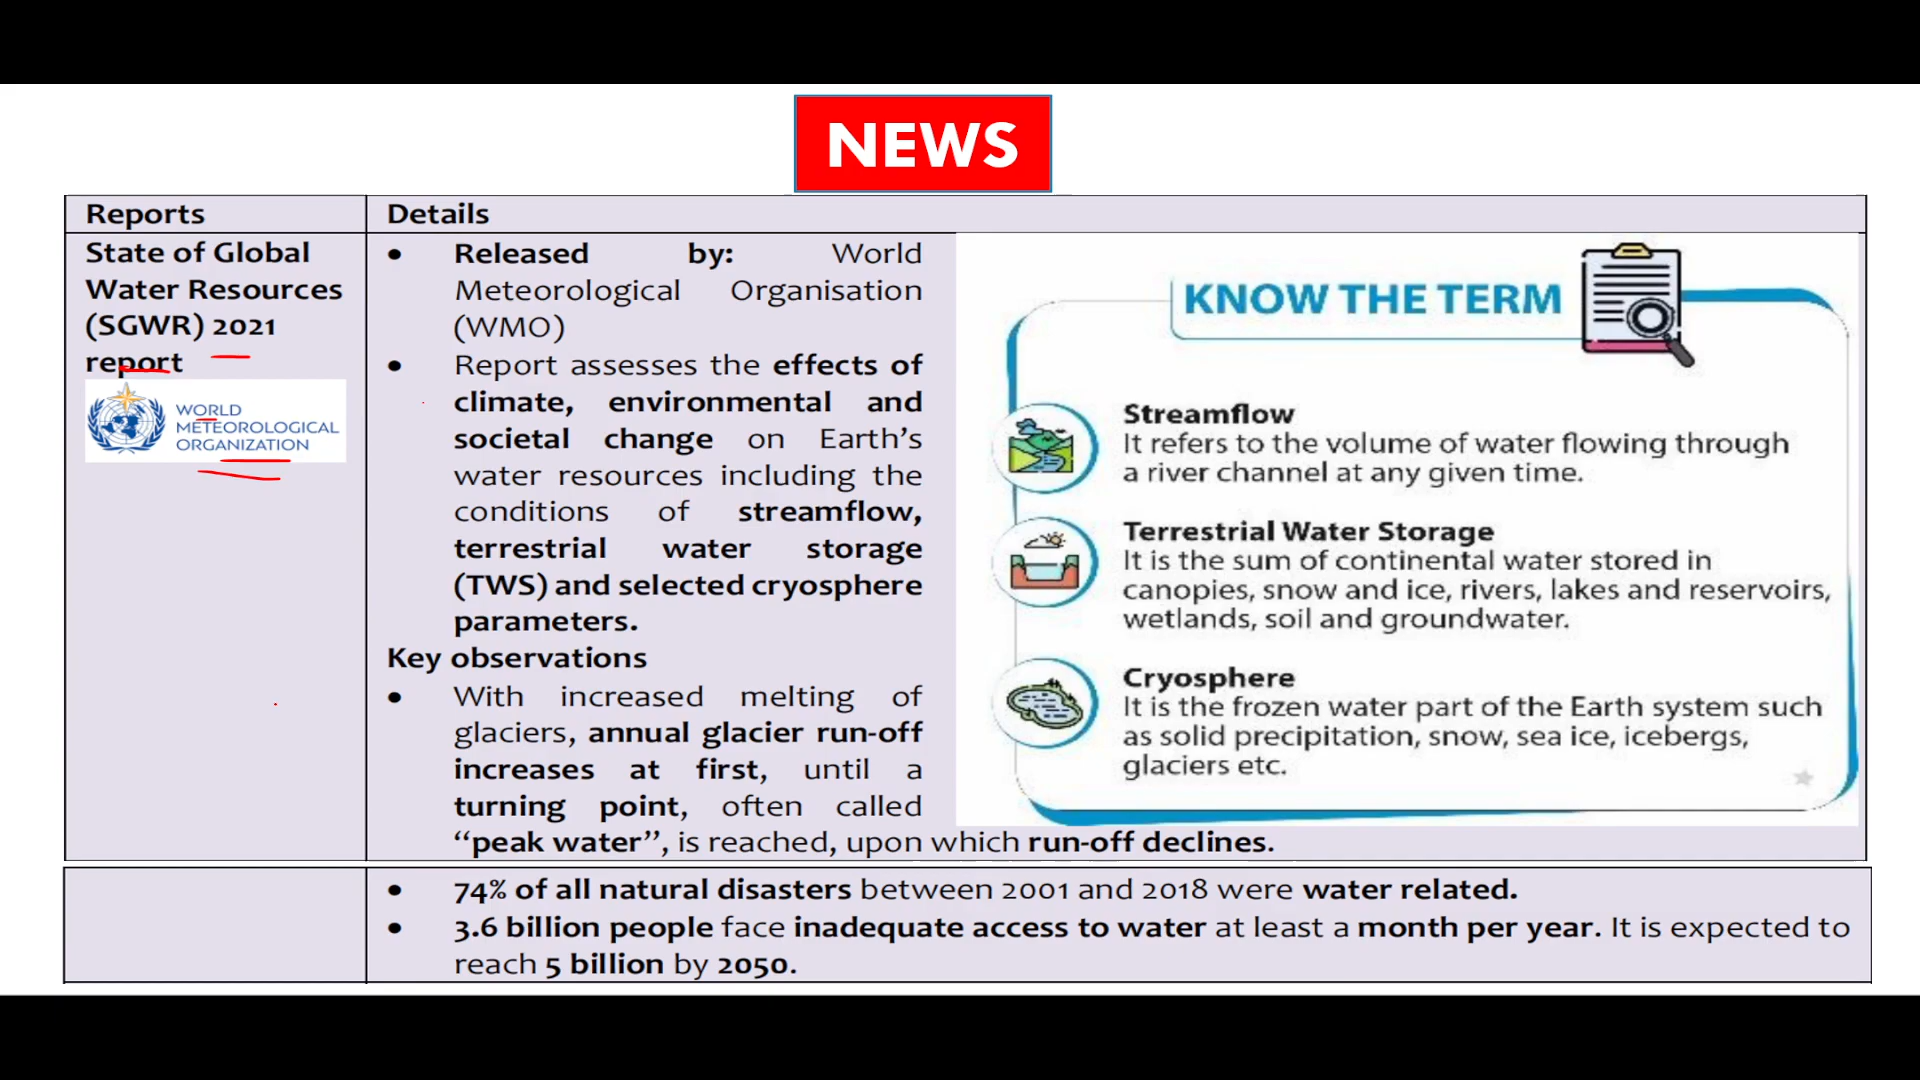 NEWS
Reports
Details
State of Global
Water Resources
(SGWR) 2021
report
WORLD
METEOROLOGICAL
ORGANIZATION
● Released by: World
Meteorological Organisation
(WMO)
● Report assesses the effects of
climate, environmental and
societal change on Earth’s
water resources including the
conditions of streamflow,
terrestrial water storage
(TWS) and selected cryosphere
parameters.
Key observations
● With increased melting of
glaciers, annual glacier run-off
increases at first, until a
turning point, often called
“peak water”, is reached, upon which run-off declines.
KNOW THE TERM
Streamflow
It refers to the volume of water flowing through
a river channel at any given time.
Terrestrial Water Storage
It is the sum of continental water stored in
canopies, snow and ice, rivers, lakes and reservoirs,
wetlands, soil and groundwater.
Cryosphere
It is the frozen water part of the Earth system such
as solid precipitation, snow, sea ice, icebergs,
glaciers etc.
● 74% of all natural disasters between 2001 and 2018 were water related.
● 3.6 billion people face inadequate access to water at least a month per year. It is expected to
reach 5 billion by 2050.